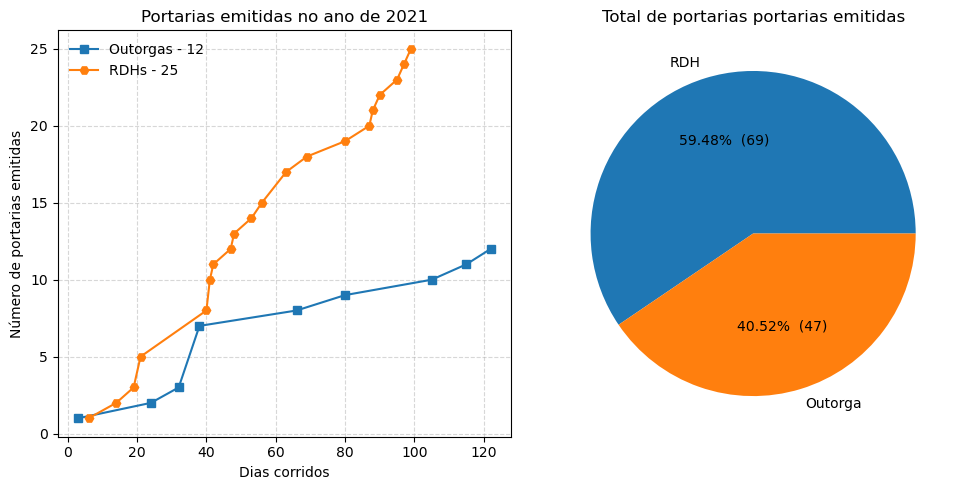 Portarias emitidas no ano de 2021
Outorgas - 12
RDHs - 25
Número de portarias emitidas
25
20
15
10
5
0
0 20 40 60 80 100 120
Dias corridos
Total de portarias portarias emitidas
RDH
59.48% (69)
40.52% (47)
Outorga